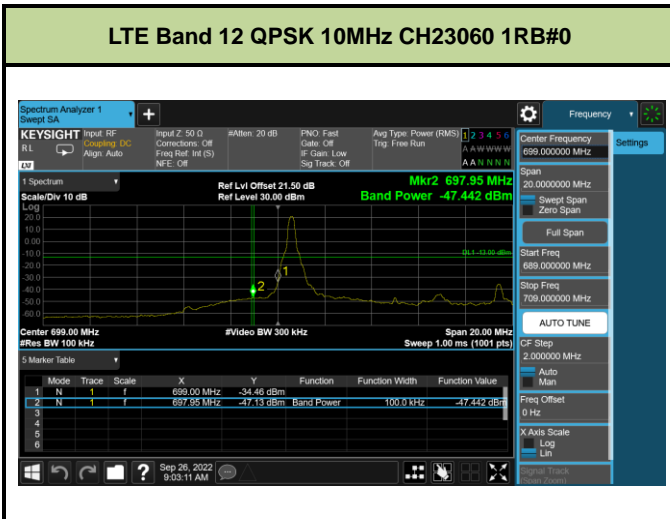 LTE Band 12 QPSK 10MHz CH23060 1RB#0
Spectrum Analyzer 1
Swept SA
Frequency
KEYSIGHT
RL
Input: RF
Coupling: DC
Align: Auto
Input Z: 50 Ω
Corrections: Off
Freq Ref: Int (S)
NFE: Off
#Atten: 20 dB
PNO: Fast
Gate: Off
IF Gain: Low
Sig Track: Off
Avg Type: Power (RMS)
Trig: Free Run
1 2 3 4 5 6
A A W W W W
A A N N N N
1 Spectrum
Scale/Div 10 dB
Ref Lvl Offset 21.50 dB
Ref Level 30.00 dBm
Mkr2 697.95 MHz
Band Power -47.442 dBm
Log
20.0
10.0
0.00
-10.0
-20.0
-30.0
-40.0
-50.0
-60.0
DL1 -13.00 dBm
1
2
Center 699.00 MHz
#Video BW 300 kHz
Span 20.00 MHz
#Res BW 100 kHz
Sweep 1.00 ms (1001 pts)
5 Marker Table
Mode Trace Scale X Y Function Function Width Function Value
1 N 1 f 699.00 MHz -34.46 dBm
2 N 1 f 697.95 MHz -47.13 dBm Band Power 100.0 kHz -47.442 dBm
3
4
5
6
Sep 26, 2022
9:03:11 AM
Center Frequency
699.000000 MHz
Settings
Span
20.0000000 MHz
Swept Span
Zero Span
Full Span
Start Freq
689.000000 MHz
Stop Freq
709.000000 MHz
AUTO TUNE
CF Step
2.000000 MHz
Auto
Man
Freq Offset
0 Hz
X Axis Scale
Log
Lin
Signal Track
(Span Zoom)